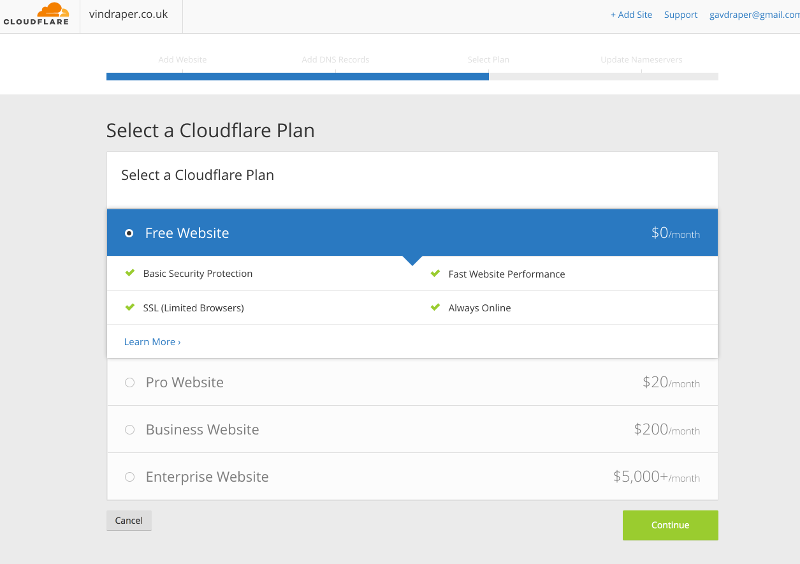 CLOUDFLARE
vindraper.co.uk
+ Add Site Support gavdraper@gmail.com
Add Website Add DNS Records Select Plan Update Nameservers
Select a Cloudflare Plan
Select a Cloudflare Plan
Free Website $0/month
Basic Security Protection Fast Website Performance
SSL (Limited Browsers) Always Online
Learn More ›
Pro Website $20/month
Business Website $200/month
Enterprise Website $5,000+/month
Cancel Continue